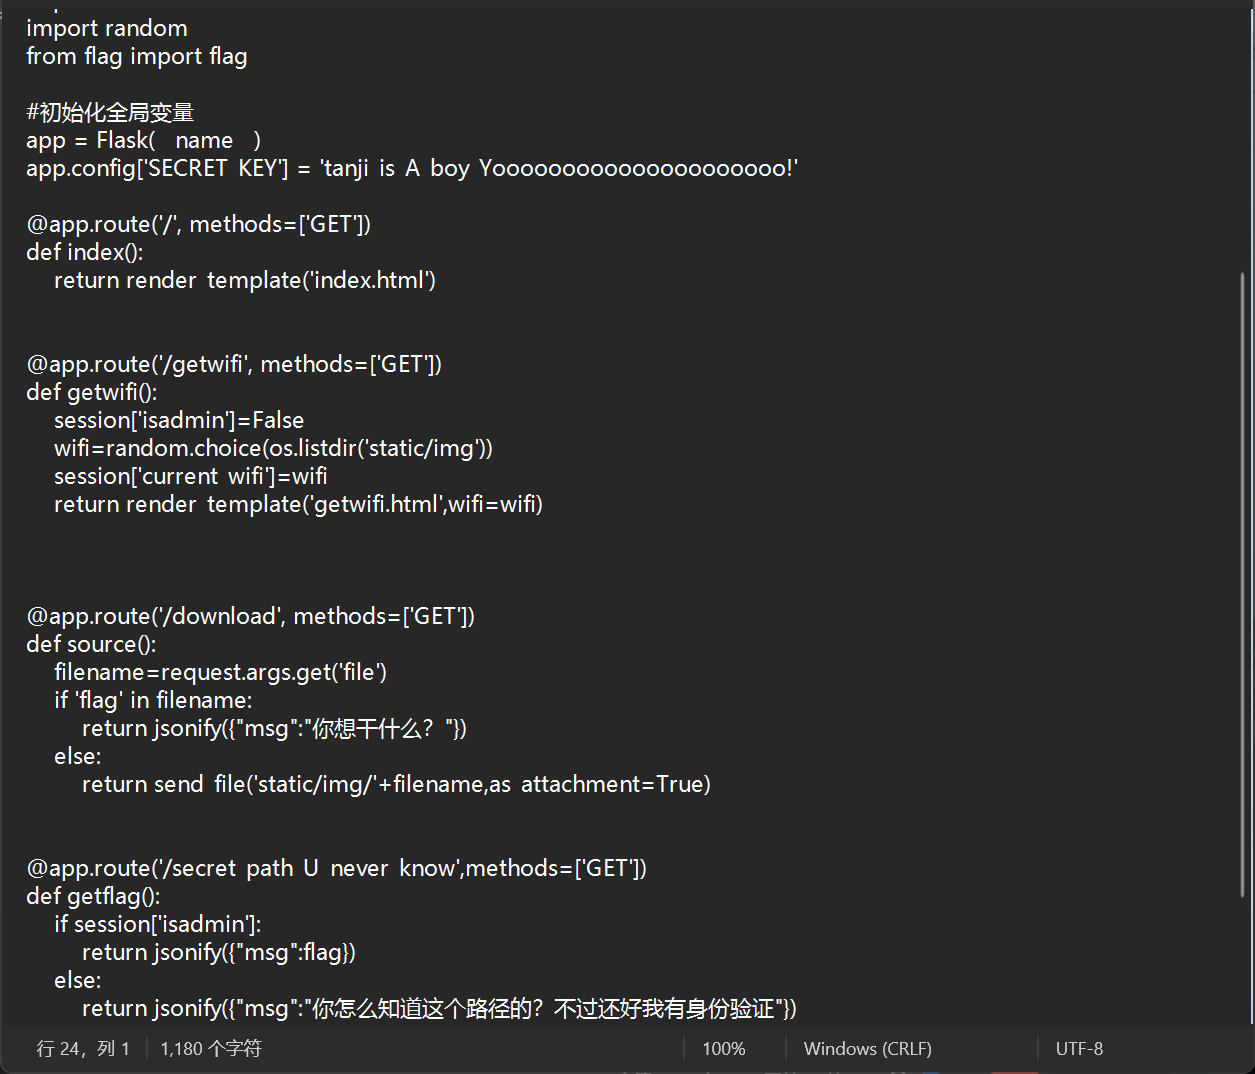 import random
from flag import flag
#初始化全局变量
app = Flask(  name  )
app.config['SECRET KEY'] = 'tanji is A boy Yooooooooooooooooooooo!'
@app.route('/', methods=['GET'])
def index():
    return render template('index.html')
@app.route('/getwifi', methods=['GET'])
def getwifi():
    session['isadmin']=False
    wifi=random.choice(os.listdir('static/img'))
    session['current wifi']=wifi
    return render template('getwifi.html',wifi=wifi)
@app.route('/download', methods=['GET'])
def source():
    filename=request.args.get('file')
    if 'flag' in filename:
        return jsonify({"msg":"你想干什么？"})
    else:
        return send file('static/img/'+filename,as attachment=True)
@app.route('/secret path U never know',methods=['GET'])
def getflag():
    if session['isadmin']:
        return jsonify({"msg":flag})
    else:
        return jsonify({"msg":"你怎么知道这个路径的？不过还好我有身份验证"})
行 24，列 1 1,180 个字符 100% Windows (CRLF) UTF-8